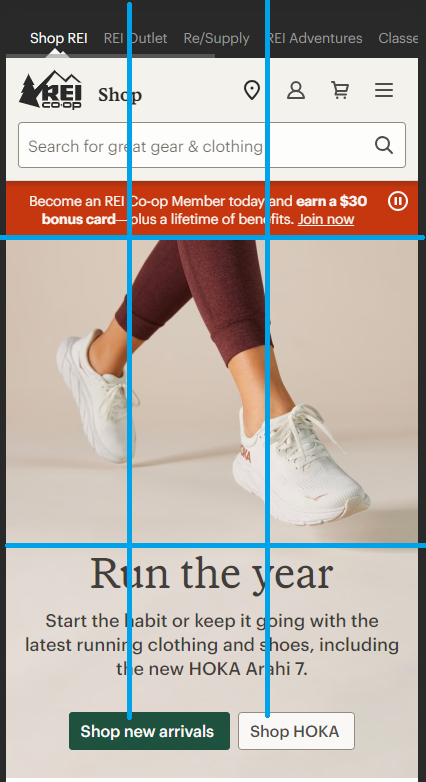 Shop REI REI Outlet Re/Supply REI Adventures Classe
REI
co-op
Shop
Search for great gear & clothing
Become an REI Co-op Member today and earn a $30
bonus card—plus a lifetime of benefits. Join now
HOKA
Run the year
Start the habit or keep it going with the
latest running clothing and shoes, including
the new HOKA Arahi 7.
Shop new arrivals Shop HOKA